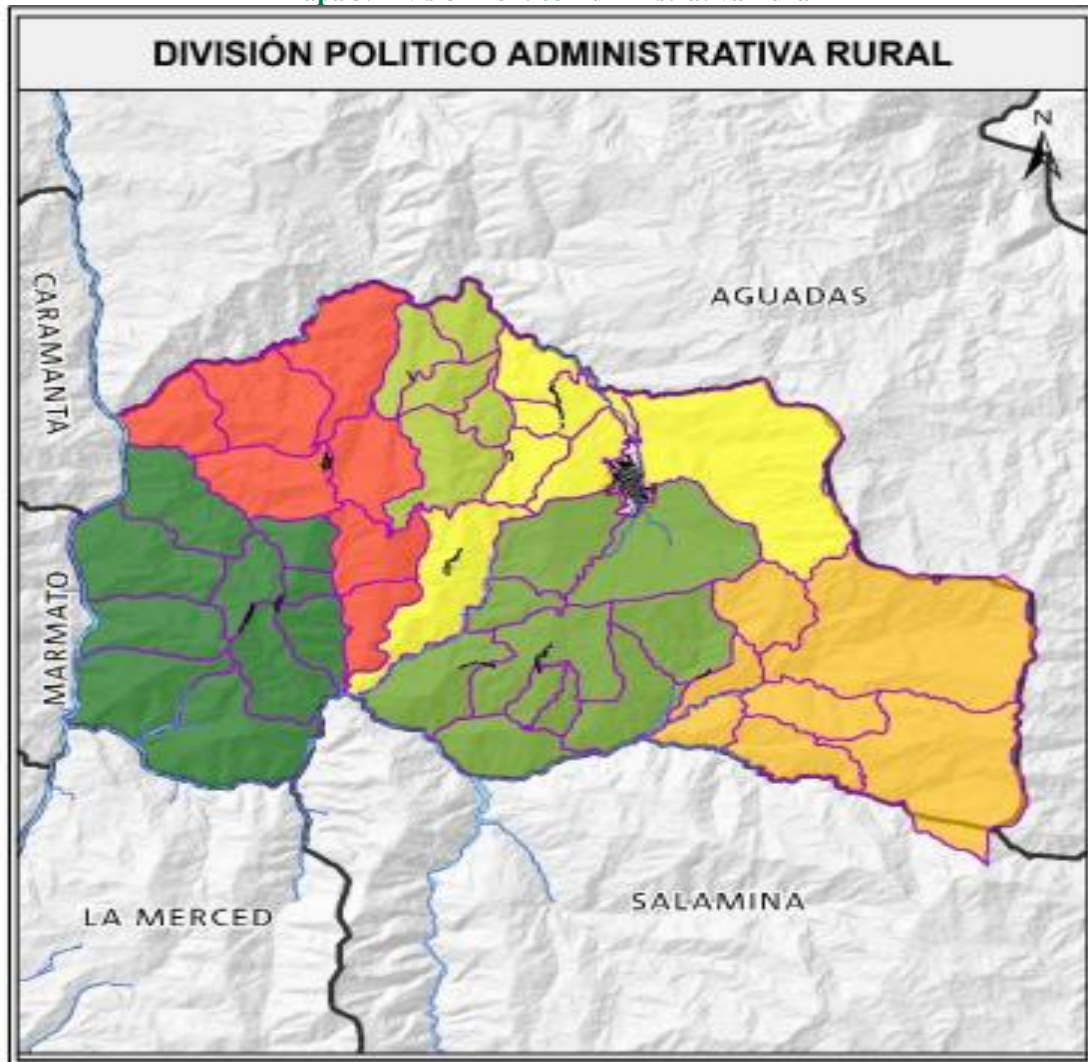 DIVISIÓN POLITICO ADMINISTRATIVA RURAL
N
AGUADAS
CARAMANTA
MARMATO
SALAMINA
LA MERCED